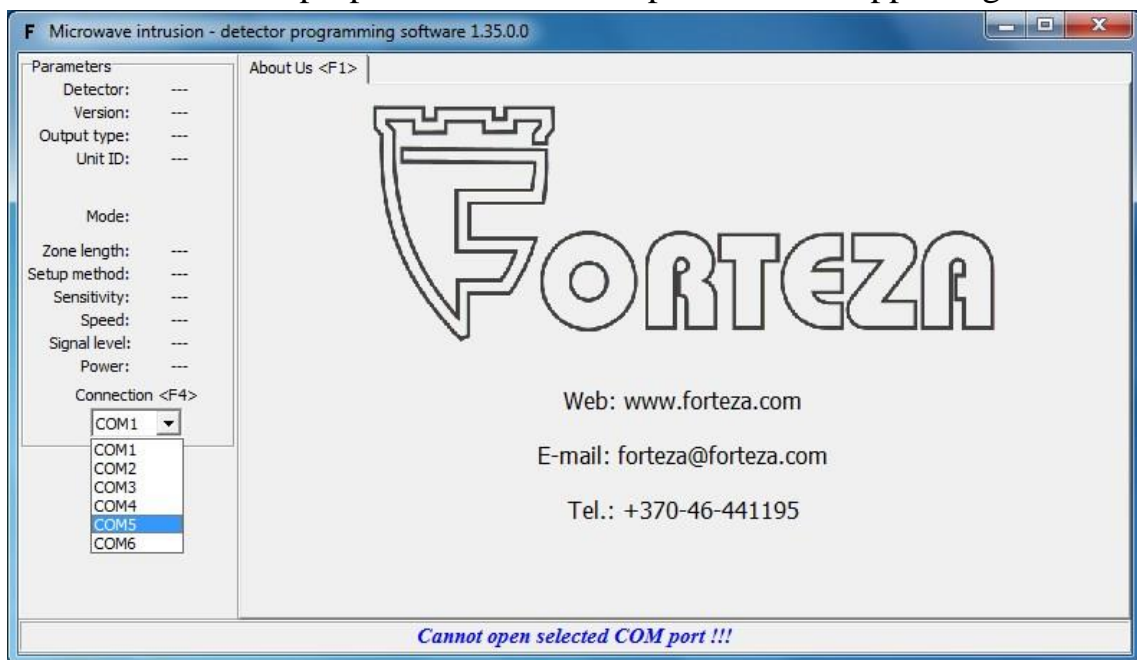 F Microwave intrusion - detector programming software 1.35.0.0
Parameters
Detector: ---
Version: ---
Output type: ---
Unit ID: ---
Mode:
Zone length: ---
Setup method: ---
Sensitivity: ---
Speed: ---
Signal level: ---
Power: ---
Connection <F4>
COM1
COM1
COM2
COM3
COM4
COM5
COM6
About Us <F1>
FORTEZA
Web: www.forteza.com
E-mail: forteza@forteza.com
Tel.: +370-46-441195
Cannot open selected COM port !!!